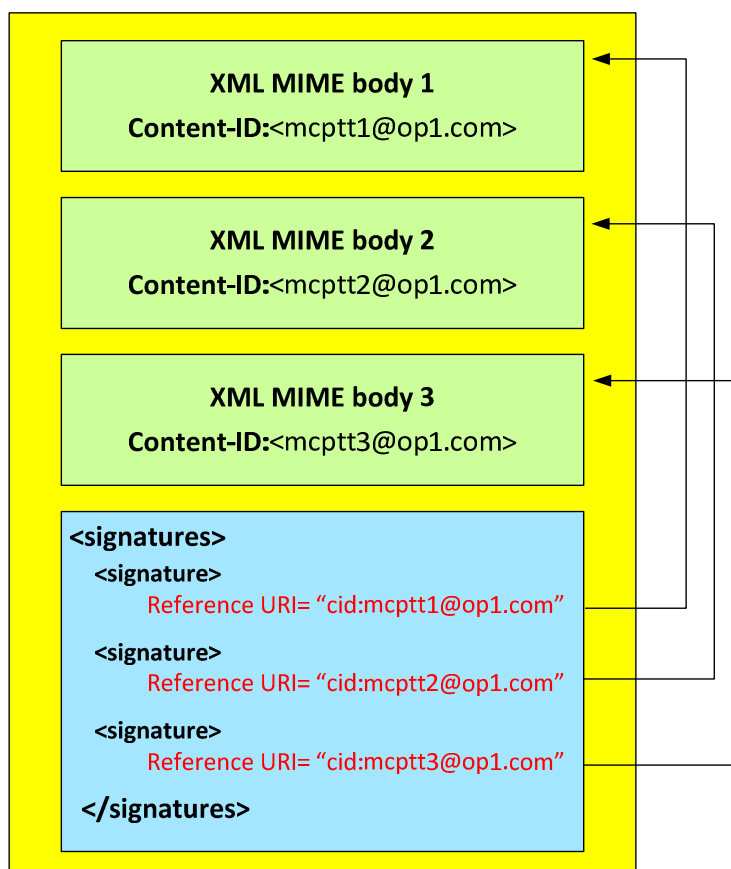 XML MIME body 1
Content-ID:<mcptt1@op1.com>
XML MIME body 2
Content-ID:<mcptt2@op1.com>
XML MIME body 3
Content-ID:<mcptt3@op1.com>
<signatures>
<signature>
Reference URI= “cid:mcptt1@op1.com”
<signature>
Reference URI= “cid:mcptt2@op1.com”
<signature>
Reference URI= “cid:mcptt3@op1.com”
</signatures>